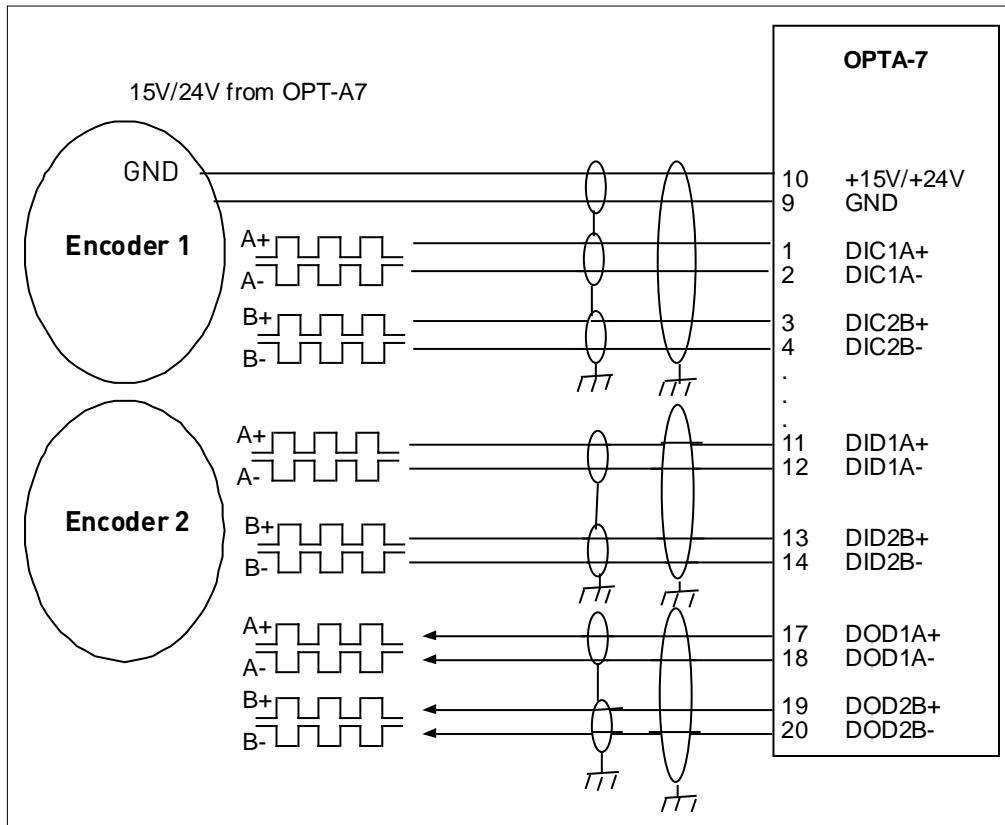 OPTA-7
15V/24V from OPT-A7
GND
10 +15V/+24V
9 GND
Encoder 1
A+
1 DIC1A+
A-
2 DIC1A-
B+
3 DIC2B+
B-
4 DIC2B-
.
.
.
A+
11 DID1A+
A-
12 DID1A-
Encoder 2
B+
13 DID2B+
B-
14 DID2B-
A+
17 DOD1A+
A-
18 DOD1A-
B+
19 DOD2B+
B-
20 DOD2B-